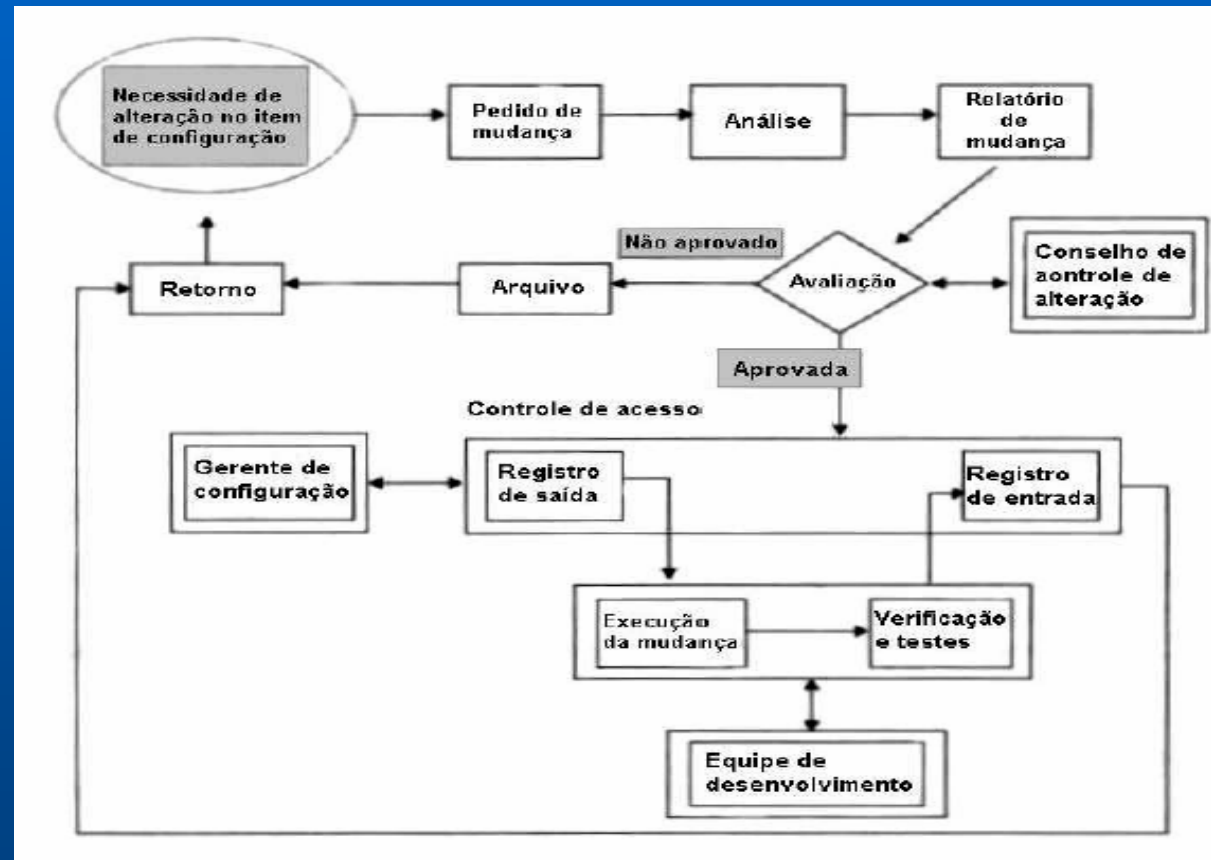 Necessidade de
alteração no item
de configuração
Pedido de
mudança
Análise
Relatório
de
mudança
Não aprovado
Avaliação
Conselho de
aontrole de
alteração
Retorno
Arquivo
Aprovada
Controle de acesso
Gerente de
configuração
Registro
de saída
Registro
de entrada
Execução
da mudança
Verificação
e testes
Equipe de
desenvolvimento